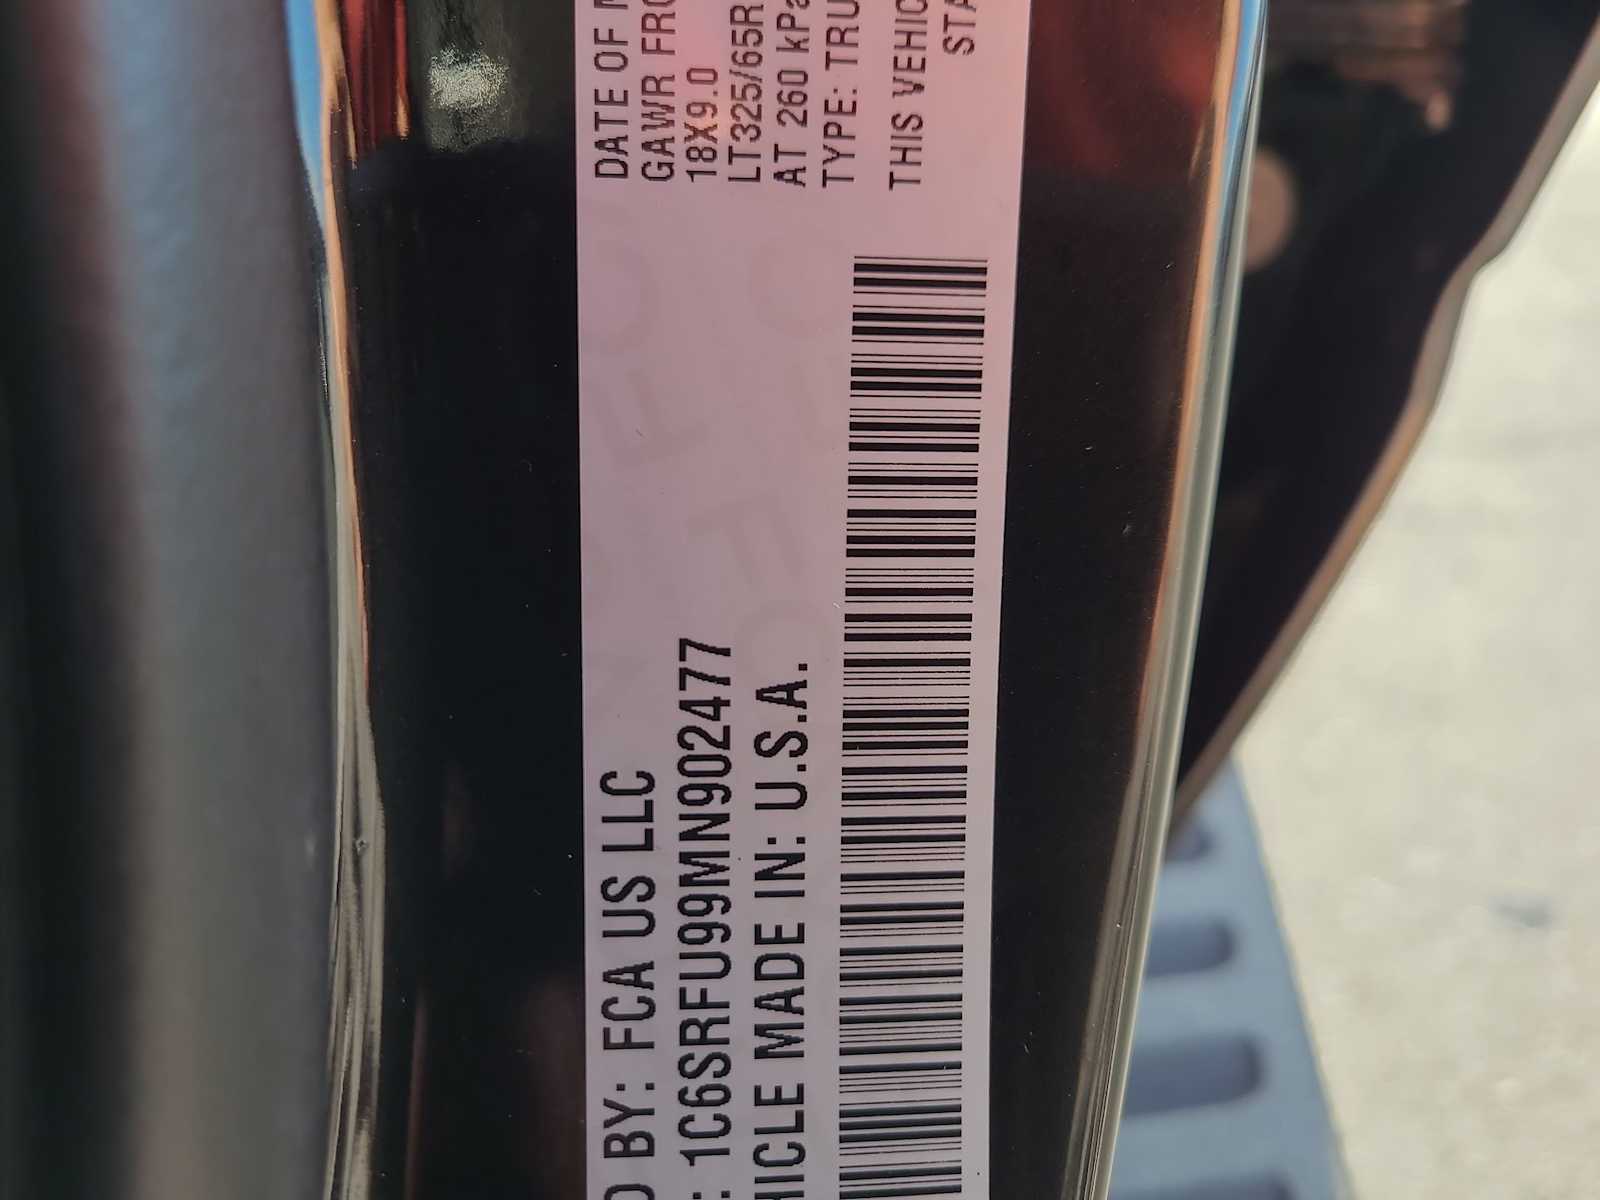 D BY: FCA US LLC
: 1C6SRFU99MN902477
HICLE MADE IN: U.S.A.
DATE OF M
GAWR FRO
18X9.0
LT325/65R
AT 260 kPa
TYPE: TRU
THIS VEHIC
STA